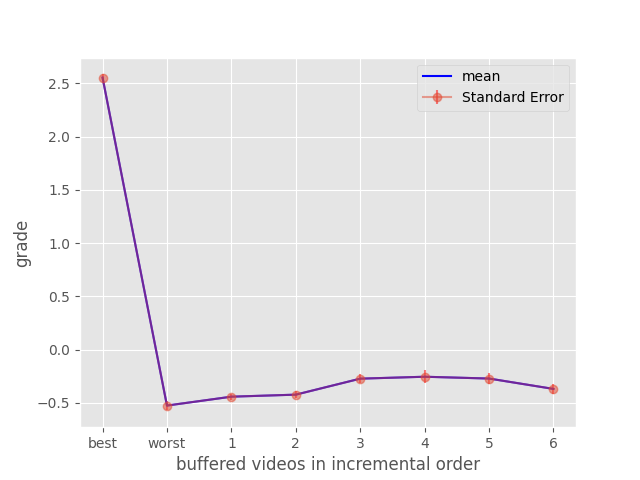 mean
Standard Error
2.5
2.0
1.5
1.0
0.5
0.0
−0.5
grade
best worst 1 2 3 4 5 6
buffered videos in incremental order